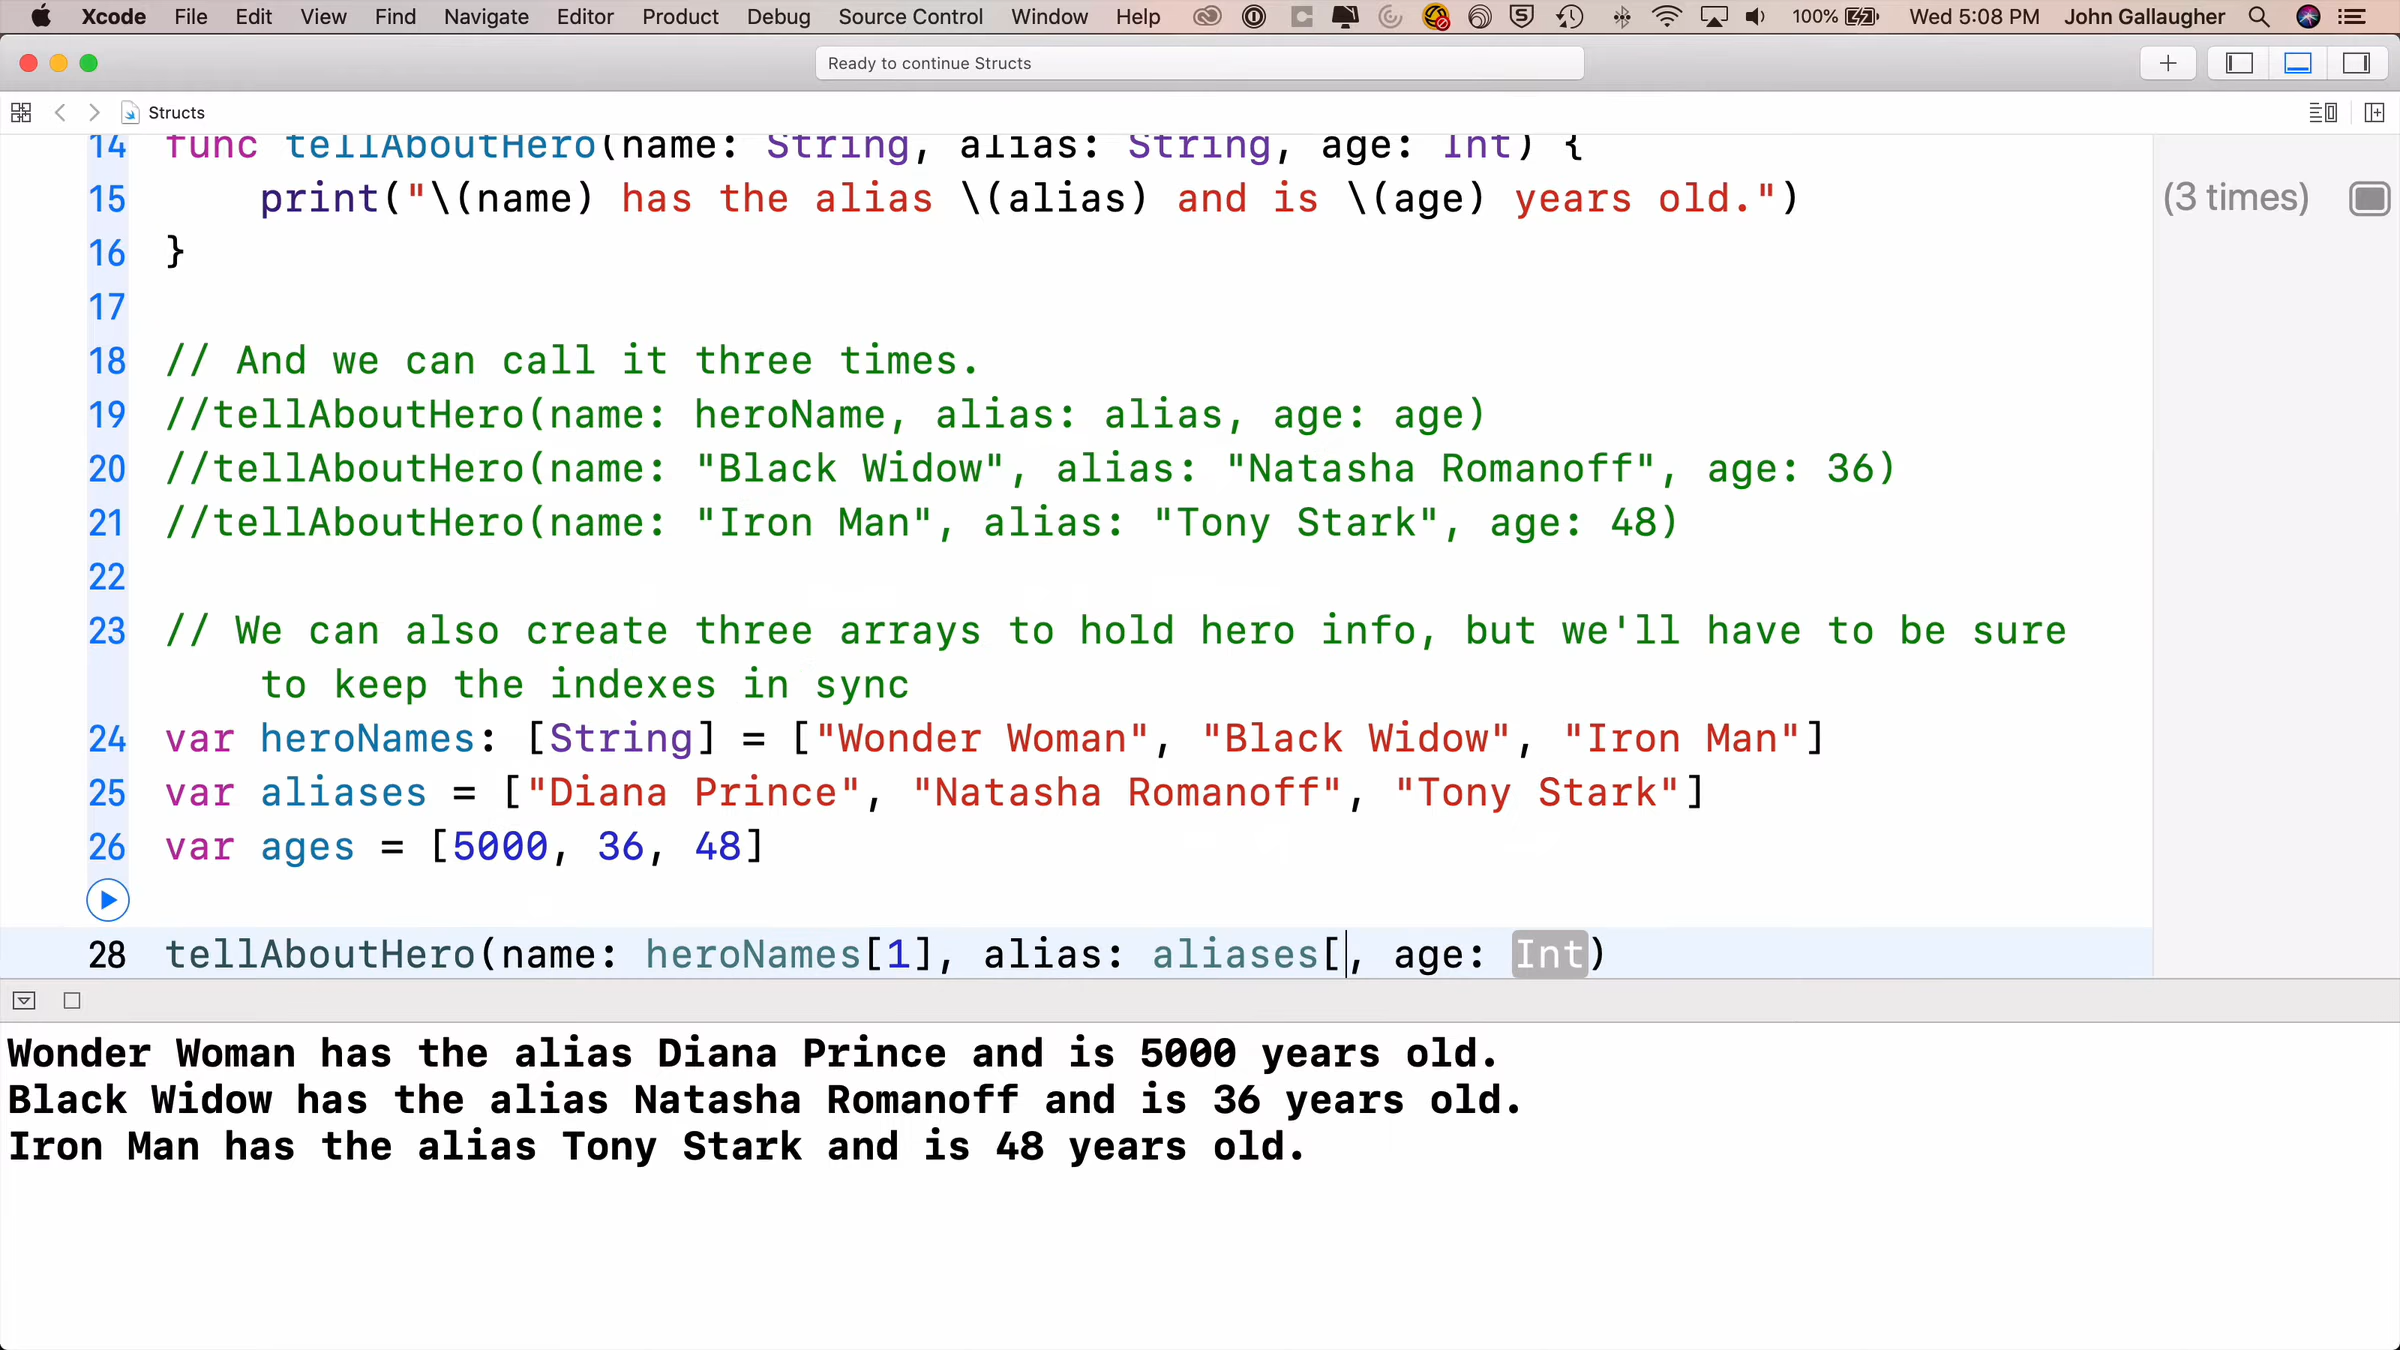 Xcode File Edit View Find Navigate Editor Product Debug Source Control Window Help 100% Wed 5:08 PM John Gallaugher
Ready to continue Structs
Structs
14 func tellAboutHero(name: String, alias: String, age: Int) {
15 print("\(name) has the alias \(alias) and is \(age) years old.") (3 times)
16 }
17
18 // And we can call it three times.
19 //tellAboutHero(name: heroName, alias: alias, age: age)
20 //tellAboutHero(name: "Black Widow", alias: "Natasha Romanoff", age: 36)
21 //tellAboutHero(name: "Iron Man", alias: "Tony Stark", age: 48)
22
23 // We can also create three arrays to hold hero info, but we'll have to be sure
to keep the indexes in sync
24 var heroNames: [String] = ["Wonder Woman", "Black Widow", "Iron Man"]
25 var aliases = ["Diana Prince", "Natasha Romanoff", "Tony Stark"]
26 var ages = [5000, 36, 48]
28 tellAboutHero(name: heroNames[1], alias: aliases[, age: Int)
Wonder Woman has the alias Diana Prince and is 5000 years old.
Black Widow has the alias Natasha Romanoff and is 36 years old.
Iron Man has the alias Tony Stark and is 48 years old.